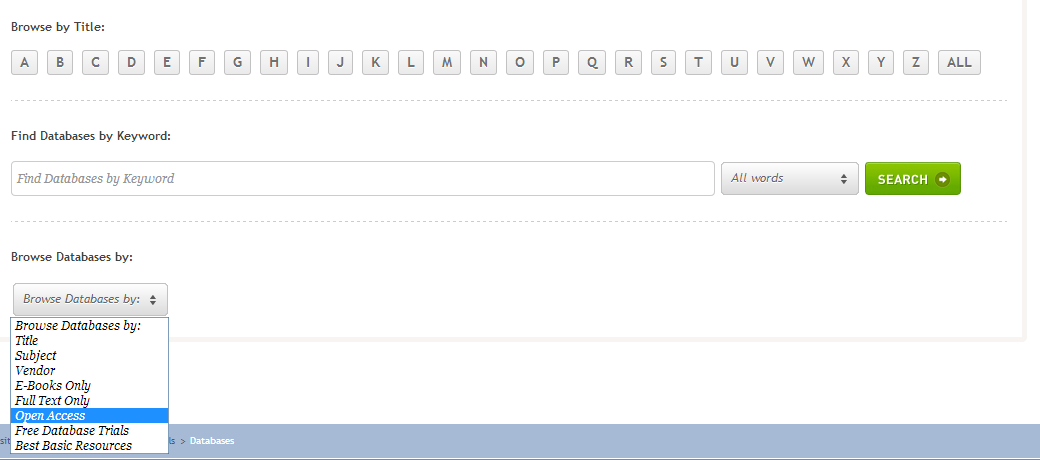 Browse by Title:
A B C D E F G H I J K L M N O P Q R S T U V W X Y Z ALL
Find Databases by Keyword:
Find Databases by Keyword All words SEARCH
Browse Databases by:
Browse Databases by:
Browse Databases by:
Title
Subject
Vendor
E-Books Only
Full Text Only
Open Access
Free Database Trials
> Databases
Best Basic Resources